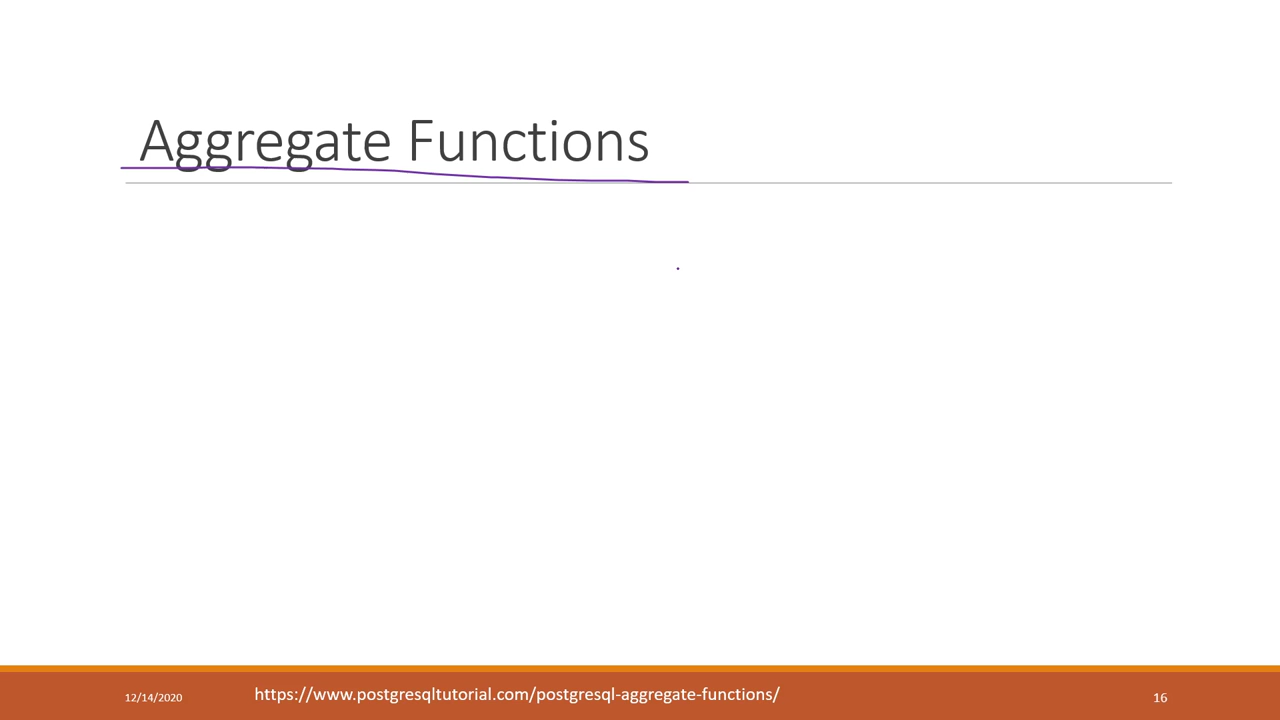 Aggregate Functions
12/14/2020
https://www.postgresqltutorial.com/postgresql-aggregate-functions/
16